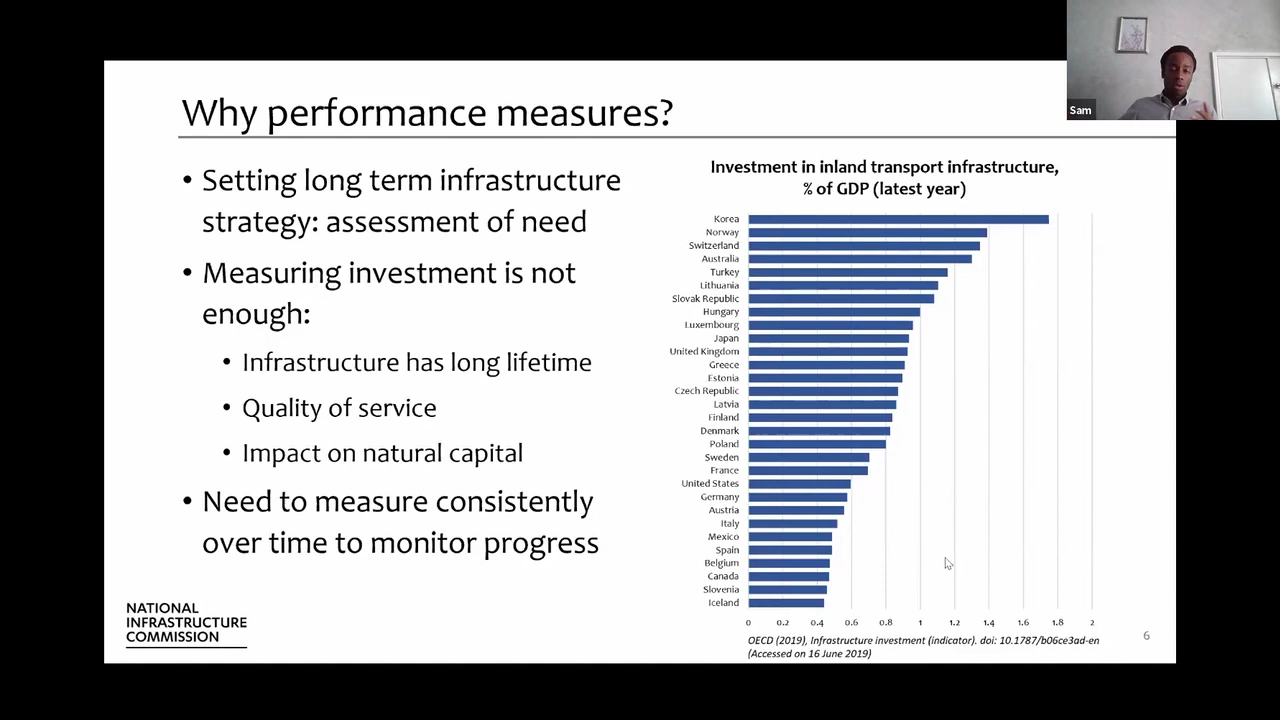 Sam
Why performance measures?
• Setting long term infrastructure
strategy: assessment of need
• Measuring investment is not
enough:
• Infrastructure has long lifetime
• Quality of service
• Impact on natural capital
• Need to measure consistently
over time to monitor progress
Investment in inland transport infrastructure,
% of GDP (latest year)
Korea
Norway
Switzerland
Australia
Turkey
Lithuania
Slovak Republic
Hungary
Luxembourg
Japan
United Kingdom
Greece
Estonia
Czech Republic
Latvia
Finland
Denmark
Poland
Sweden
France
United States
Germany
Austria
Italy
Mexico
Spain
Belgium
Canada
Slovenia
Iceland
0 0.2 0.4 0.6 0.8 1 1.2 1.4 1.6 1.8 2
OECD (2019), Infrastructure investment (indicator). doi: 10.1787/b06ce3ad-en
(Accessed on 16 June 2019)
NATIONAL
INFRASTRUCTURE
COMMISSION
6